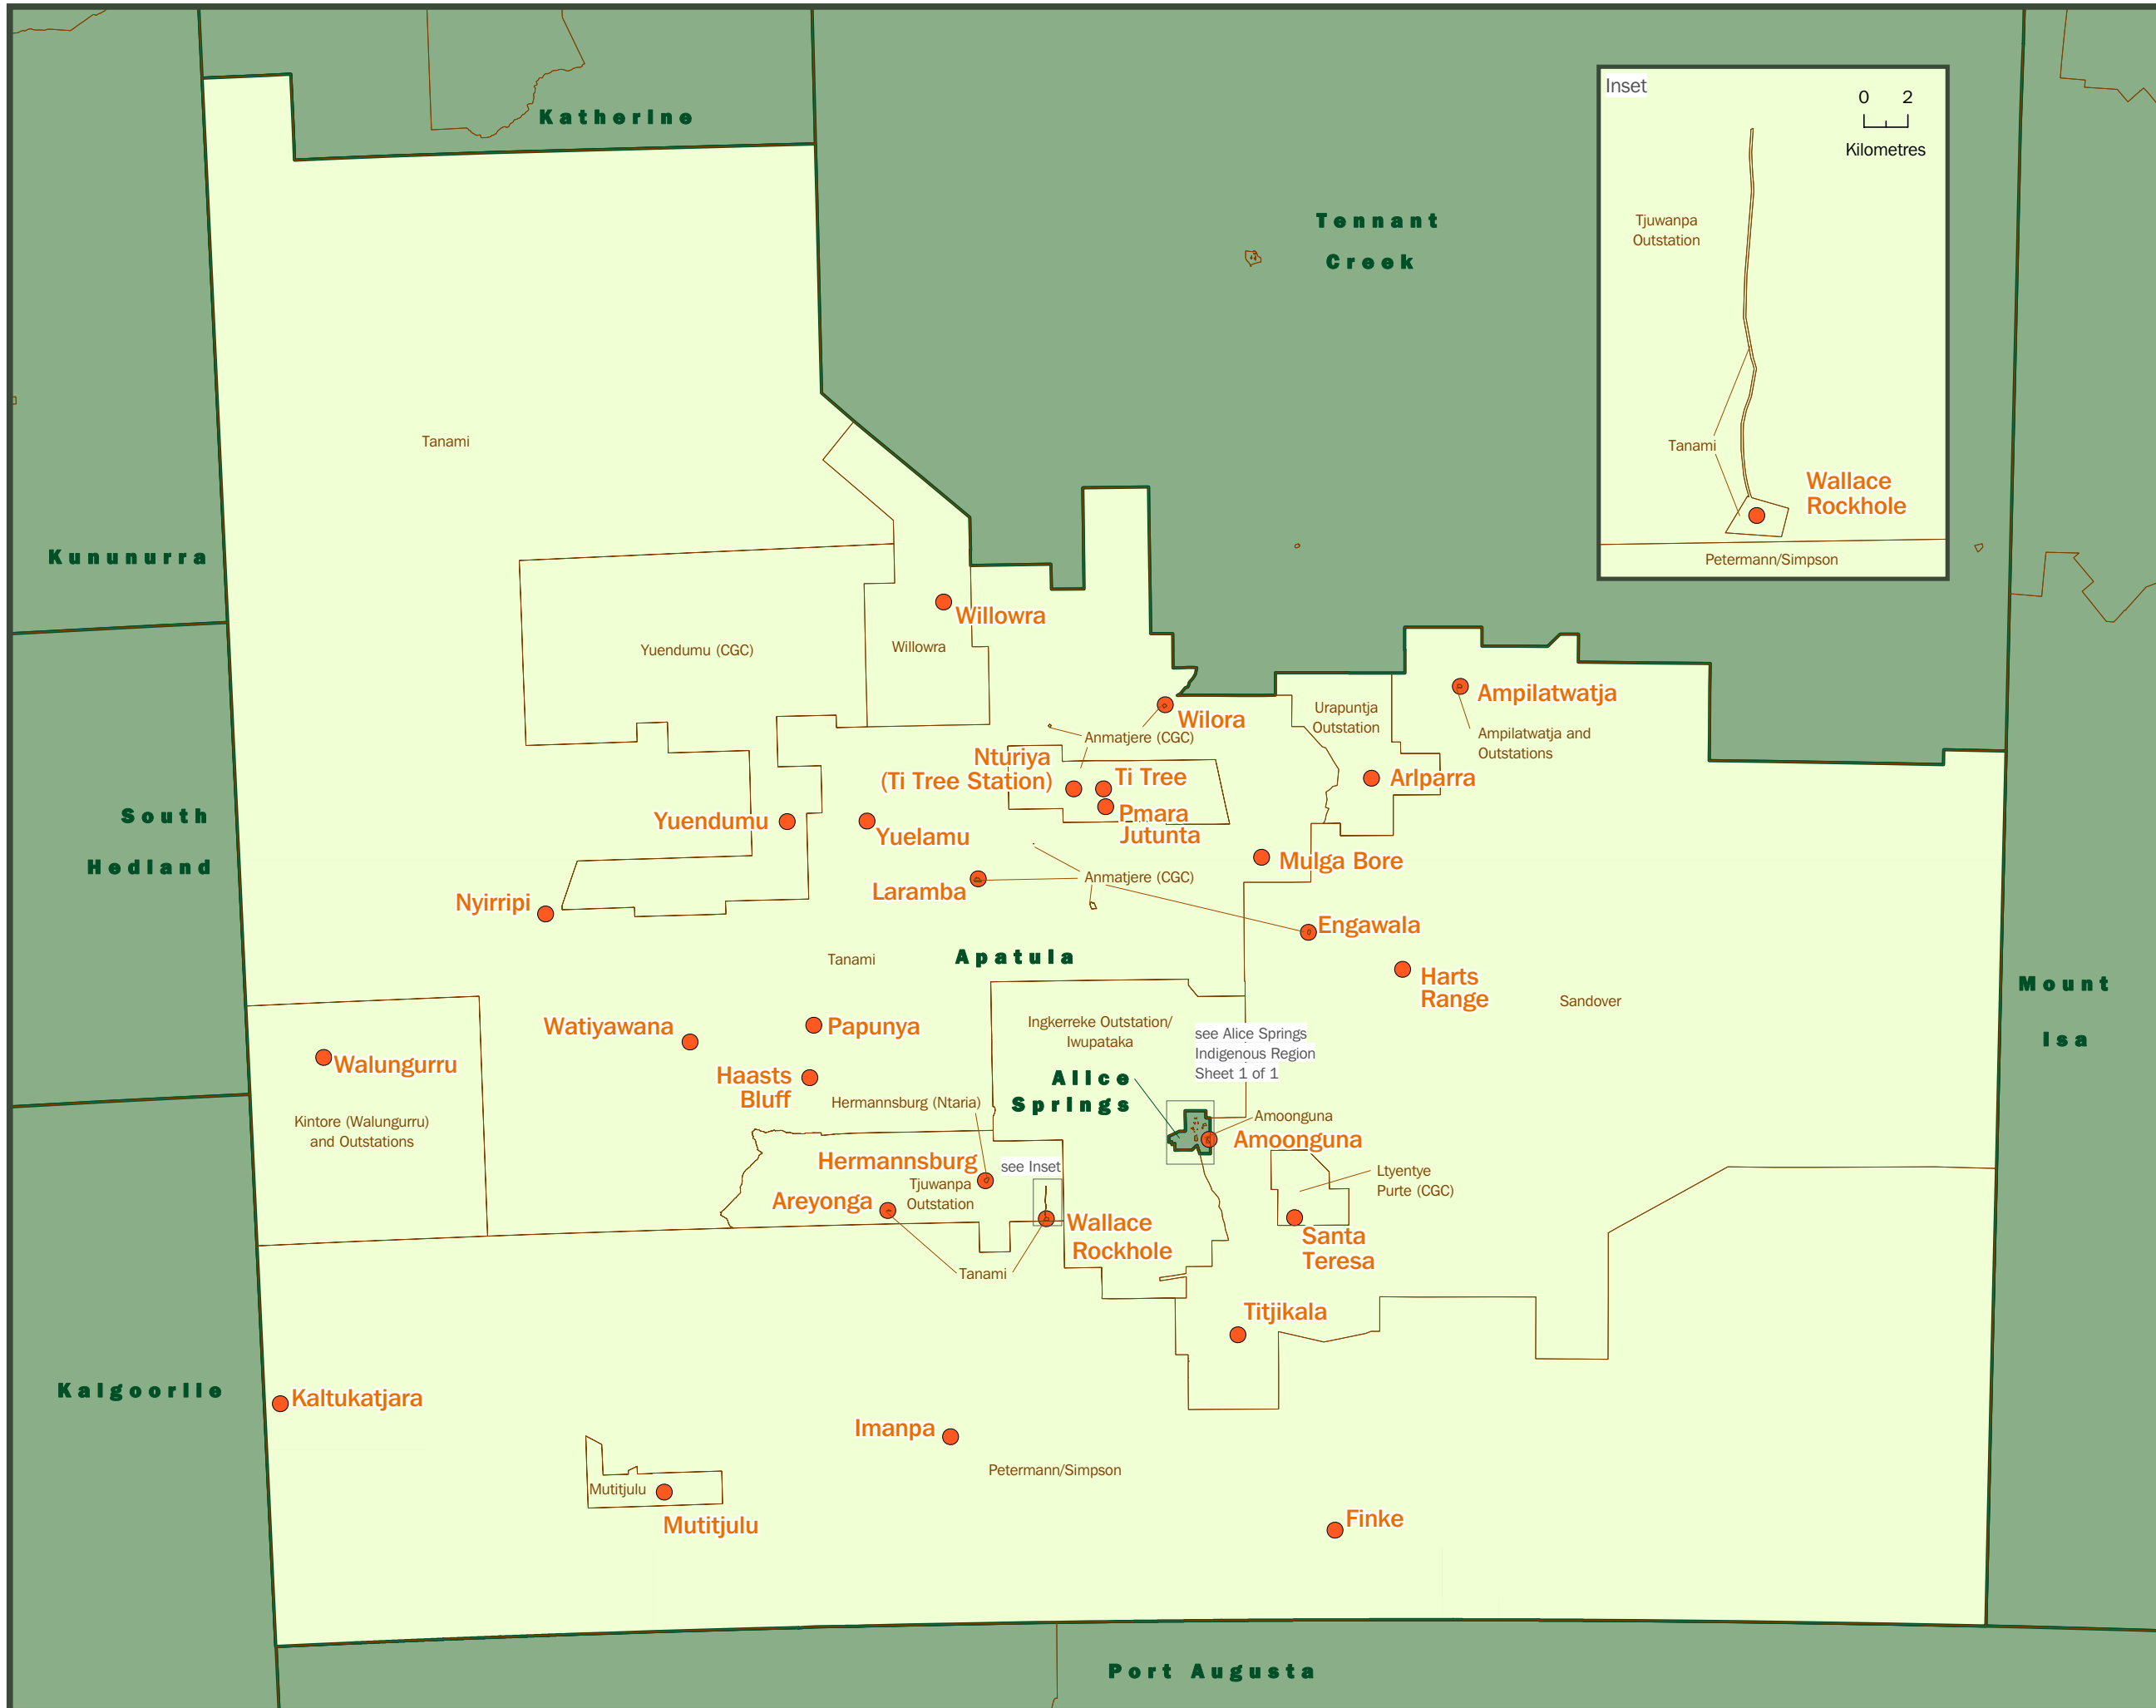 Katherine
Inset
0 2
Kilometres
Tennant
Creek
Tjuwanpa
Outstation
Tanami
Tanami
Wallace
Rockhole
Petermann/Simpson
Kununurra
Willowra
Willowra
Yuendumu (CGC)
Ampilatwatja
Urapuntja
Outstation
Wilora
Anmatjere (CGC)
Ampilatwatja and
Outstations
Nturiya
(Ti Tree Station)
Ti Tree
Arlparra
Pmara
Jutunta
South
Hedland
Yuendumu
Yuelamu
Mulga Bore
Laramba
Anmatjere (CGC)
Nyirripi
Engawala
Tanami
Apatula
Harts
Range
Sandover
Mount
Isa
Ingkerreke Outstation/
Iwupataka
see Alice Springs
Indigenous Region
Sheet 1 of 1
Watiyawana
Papunya
Walungurru
Haasts
Bluff
Alice
Springs
Hermannsburg (Ntaria)
Kintore (Walungurru)
and Outstations
Amoonguna
Amoonguna
Hermannsburg
see Inset
Ltyentye
Purte (CGC)
Tjuwanpa
Outstation
Areyonga
Wallace
Rockhole
Santa
Teresa
Tanami
Titjikala
Kalgoorlie
Kaltukatjara
Imanpa
Petermann/Simpson
Mutitjulu
Mutitjulu
Finke
Port Augusta